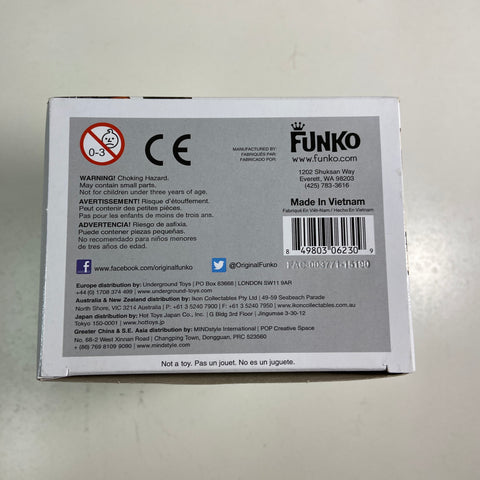 0-3
CE
WARNING! Choking Hazard.
May contain small parts.
Not for children under three years of age.
AVERTISSEMENT! Risque d'étouffement.
Peut contenir des petites pièces.
Pas pour les enfants de moins de trois ans.
ADVERTENCIA! Riesgo de asfixia.
Puede contener piezas pequeñas.
No recomendado para niños menores
de tres años de edad.
MANUFACTURED BY:
FABRIQUÉS PAR:
FABRICADO POR:
FUNKO
www.funko.com
1202 Shuksan Way
Everett, WA 98203
(425) 783-3616
Made In Vietnam
Fabriqué En Viêt-Nam / Hecho En Vietnam
8 49803 06230 9
f www.facebook.com/originalfunko
@OriginalFunko
Europe distribution by: Underground Toys | PO Box 63668 | LONDON SW11 9AR
+44 (0) 1708 374 469 | www.underground-toys.com
Australia & New Zealand distribution by: Ikon Collectables Pty Ltd | 49-59 Seabeach Parade
North Shore, VIC 3214 Australia | P: +61 3 5240 7900 | F: +61 3 5240 7950 | www.ikoncollectables.com.au
Japan distribution by: Hot Toys Japan Co., Inc. | G Bldg 3rd Floor | Jingumae 3-30-12
Tokyo 150-0001 | www.hottoys.jp
Greater China & S.E. Asia distribution by: MINDstyle International | POP Creative Space
No. 68-2 West Xinnan Road | Changping Town, Dongguan, PRC 523560
+ (86) 769 8109 9080 | www.mindstyle.com
Not a toy. Pas un jouet. No es un juguete.